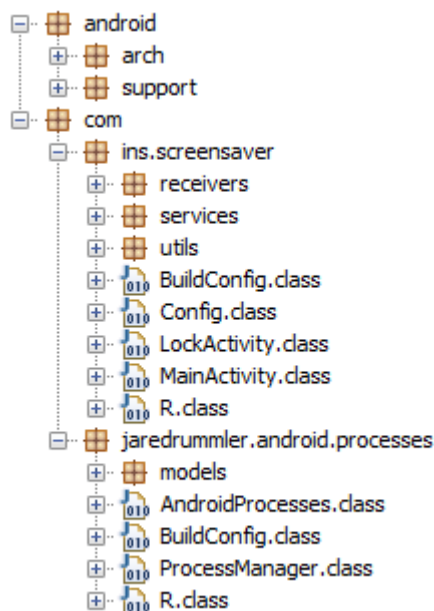 android
arch
support
com
ins.screensaver
receivers
services
utils
BuildConfig.class
Config.class
LockActivity.class
MainActivity.class
R.class
jaredrummler.android.processes
models
AndroidProcesses.class
BuildConfig.class
ProcessManager.class
R.class